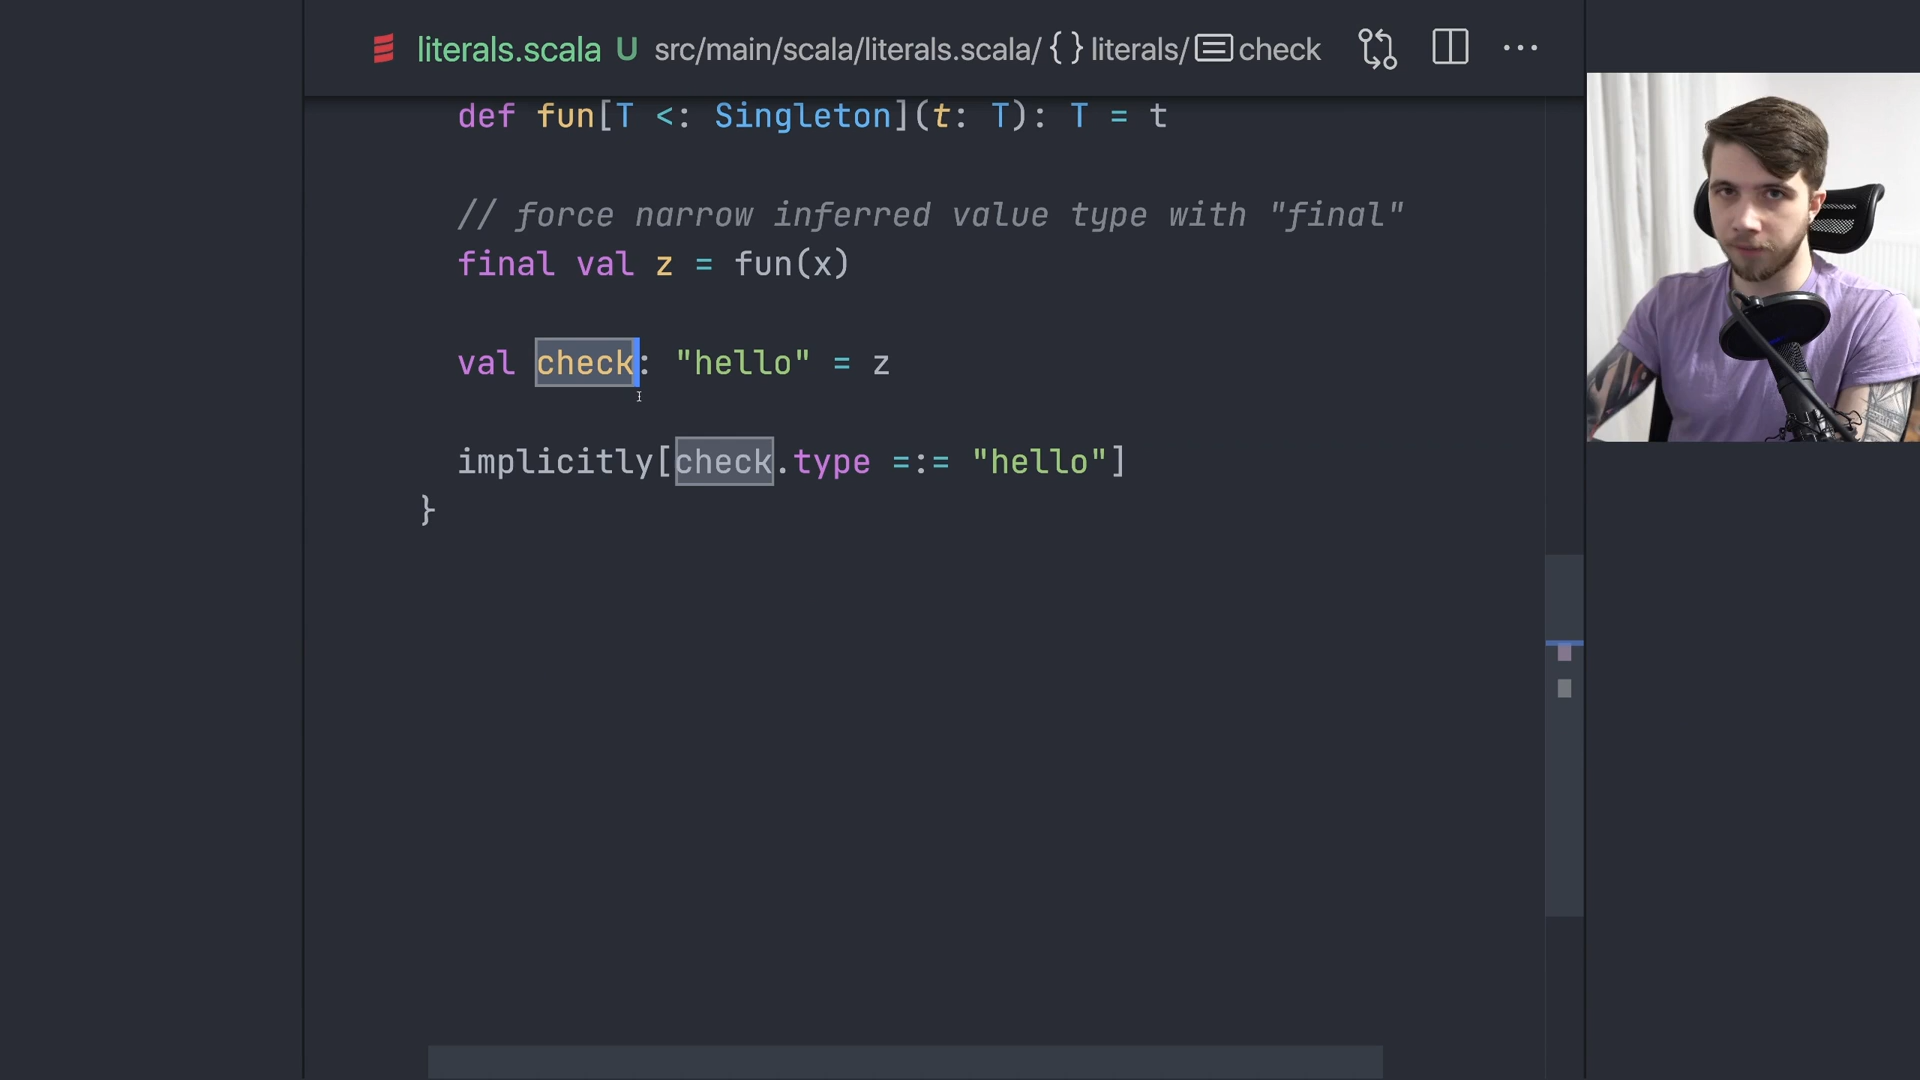 literals.scala U src/main/scala/literals.scala/ {} literals/ check
def fun[T <: Singleton](t: T): T = t
// force narrow inferred value type with "final"
final val z = fun(x)
val check: "hello" = z
implicitly[check.type =:= "hello"]
}